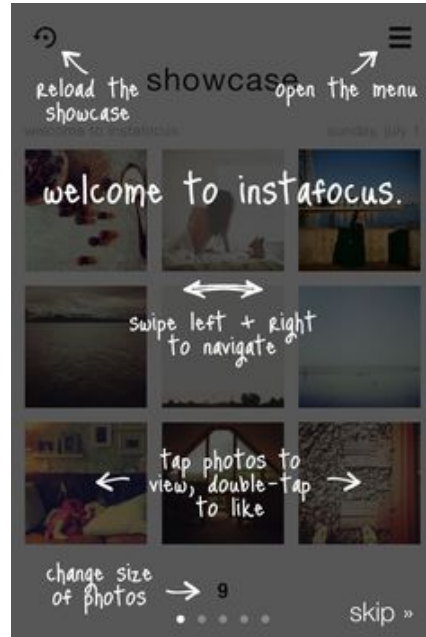 Reload the
showcase
open the menu
showcase
welcome to instafocus
sunday, july 1
welcome to instafocus.
swipe left + Right
to navigate
tap photos to
view, double-tap
to like
change size
of photos
9
skip »